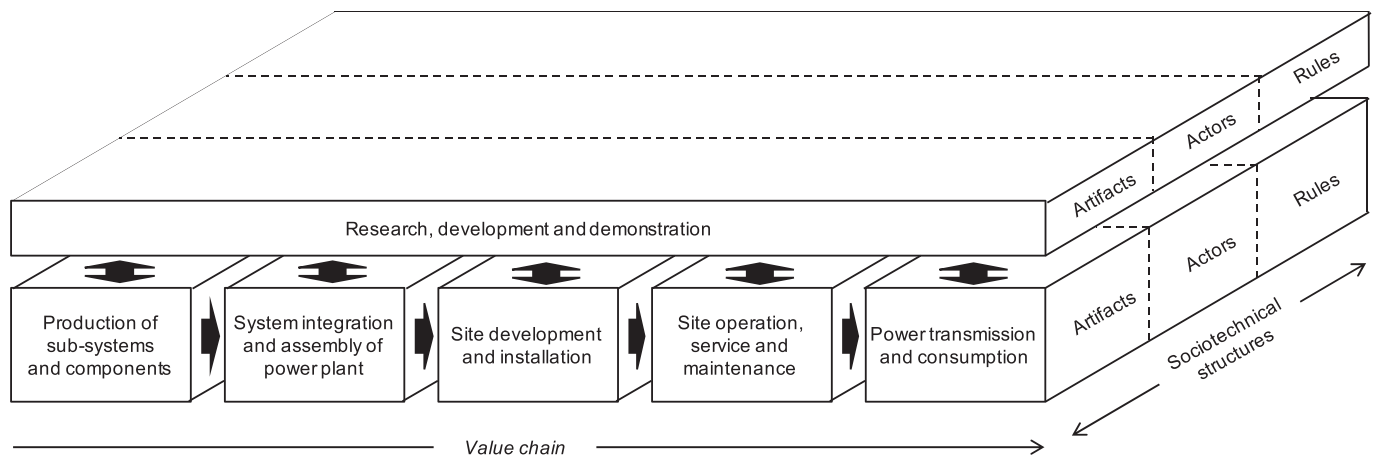 Rules
Actors
Artifacts
Research, development and demonstration
Rules
Actors
Artifacts
Production of
sub-systems
and components
System integration
and assembly of
power plant
Site development
and installation
Site operation,
service and
maintenance
Power transmission
and consumption
Sociotechnical
structures
Value chain